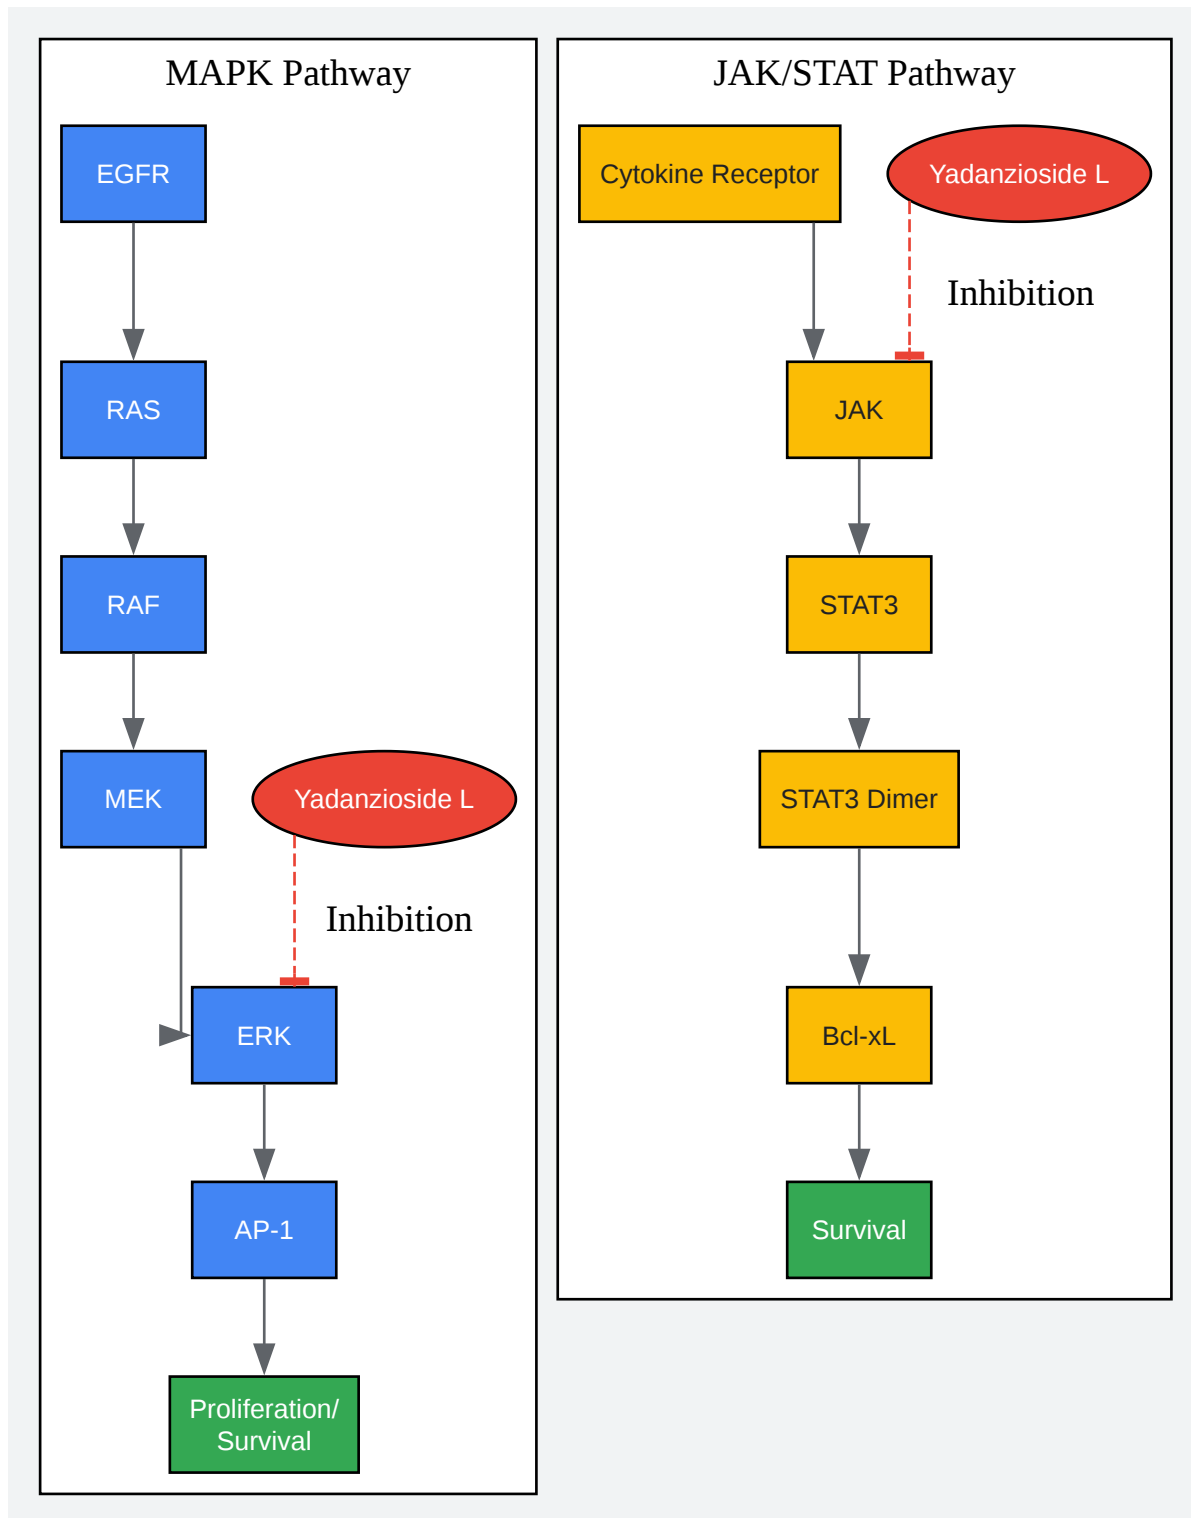 MAPK Pathway
EGFR
RAS
RAF
MEK
Yadanzioside L
Inhibition
ERK
AP-1
Proliferation/
Survival
JAK/STAT Pathway
Cytokine Receptor
Yadanzioside L
Inhibition
JAK
STAT3
STAT3 Dimer
Bcl-xL
Survival